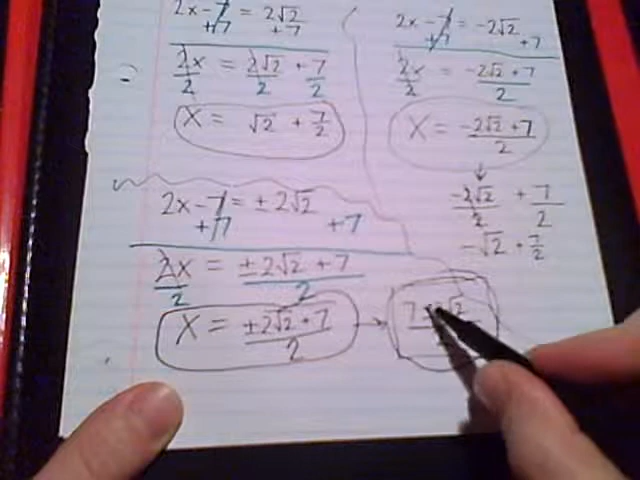 2x - 7 = 2√2
+7 +7
2x = 2√2 + 7
2 2 2
x = √2 + 7/2
2x - 7 = -2√2
+7 +7
2x = -2√2 + 7
2 2
x = (-2√2 + 7)/2
-2√2/2 + 7/2
-√2 + 7/2
2x - 7 = ± 2√2
+7 +7
2x = ±2√2 + 7
2 2
x = (±2√2 + 7)/2
7 √2